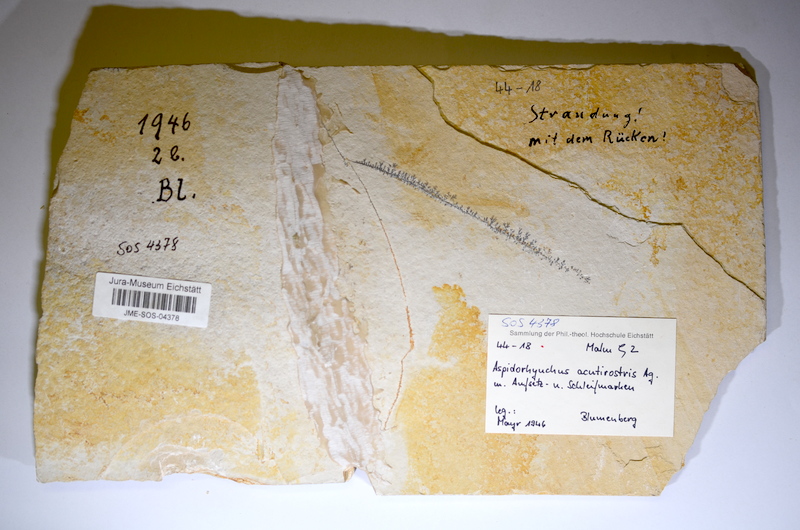 1946
2 b.
Bl.
SOS 4378
Jura-Museum Eichstätt
JME-SOS-04378
44-18
Strandung!
mit dem Rücken!
SOS 4378
Sammlung der Phil.-theol. Hochschule Eichstätt
44-18 Malm ζ 2
Aspidorhynchus acutirostris Ag.
m. Aufsetz- u. Schleifmarken
leg.:
Mayr 1946 Blumenberg